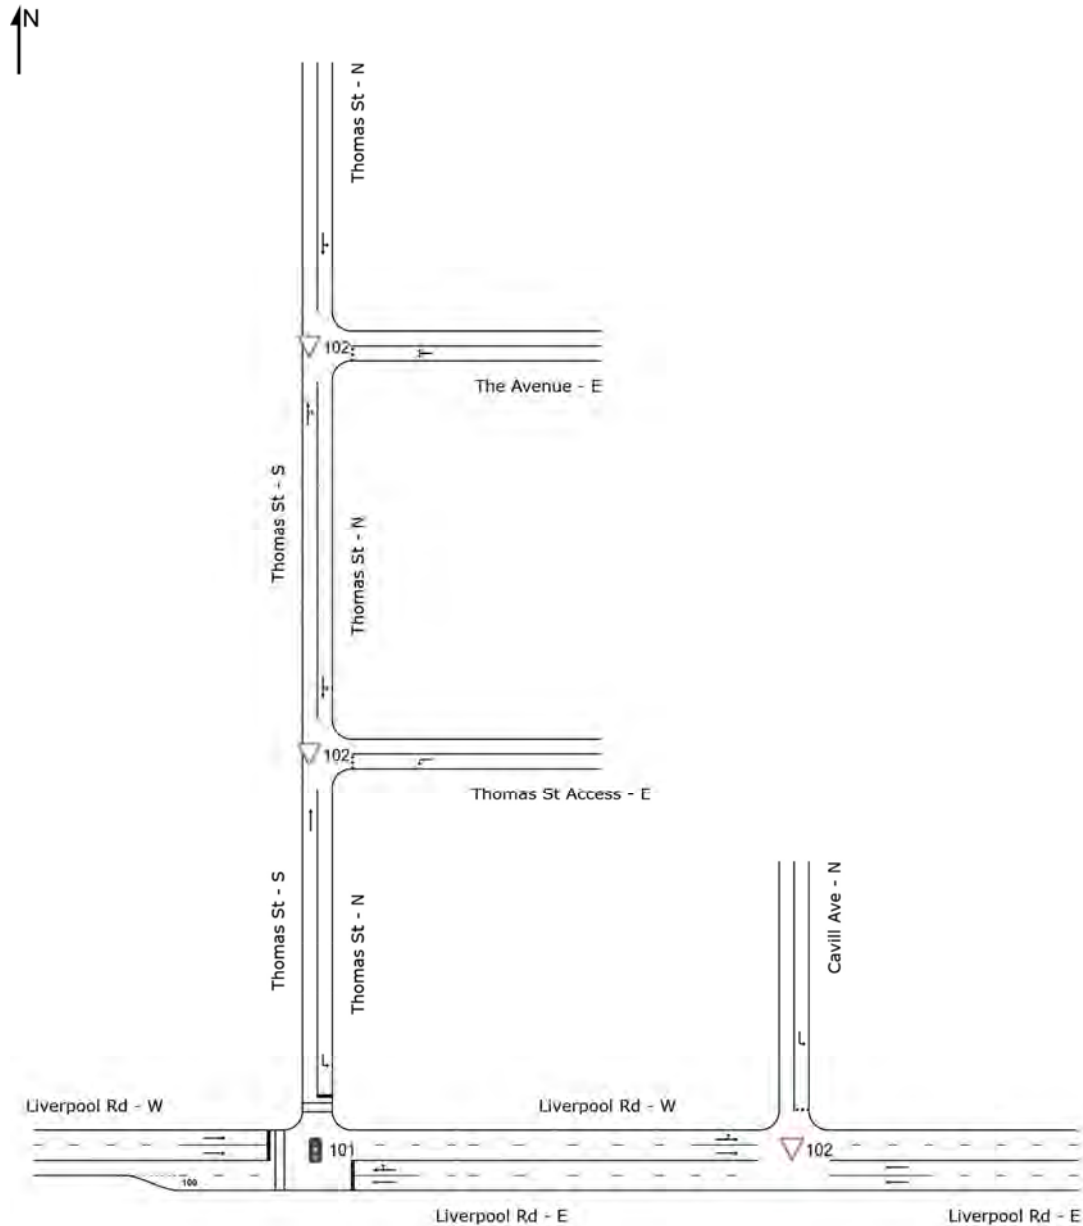 N
Thomas St - N
102
The Avenue - E
Thomas St - S
Thomas St - N
102
Thomas St Access - E
Thomas St - S
Thomas St - N
Cavill Ave - N
Liverpool Rd - W
Liverpool Rd - W
101
102
100
Liverpool Rd - E
Liverpool Rd - E